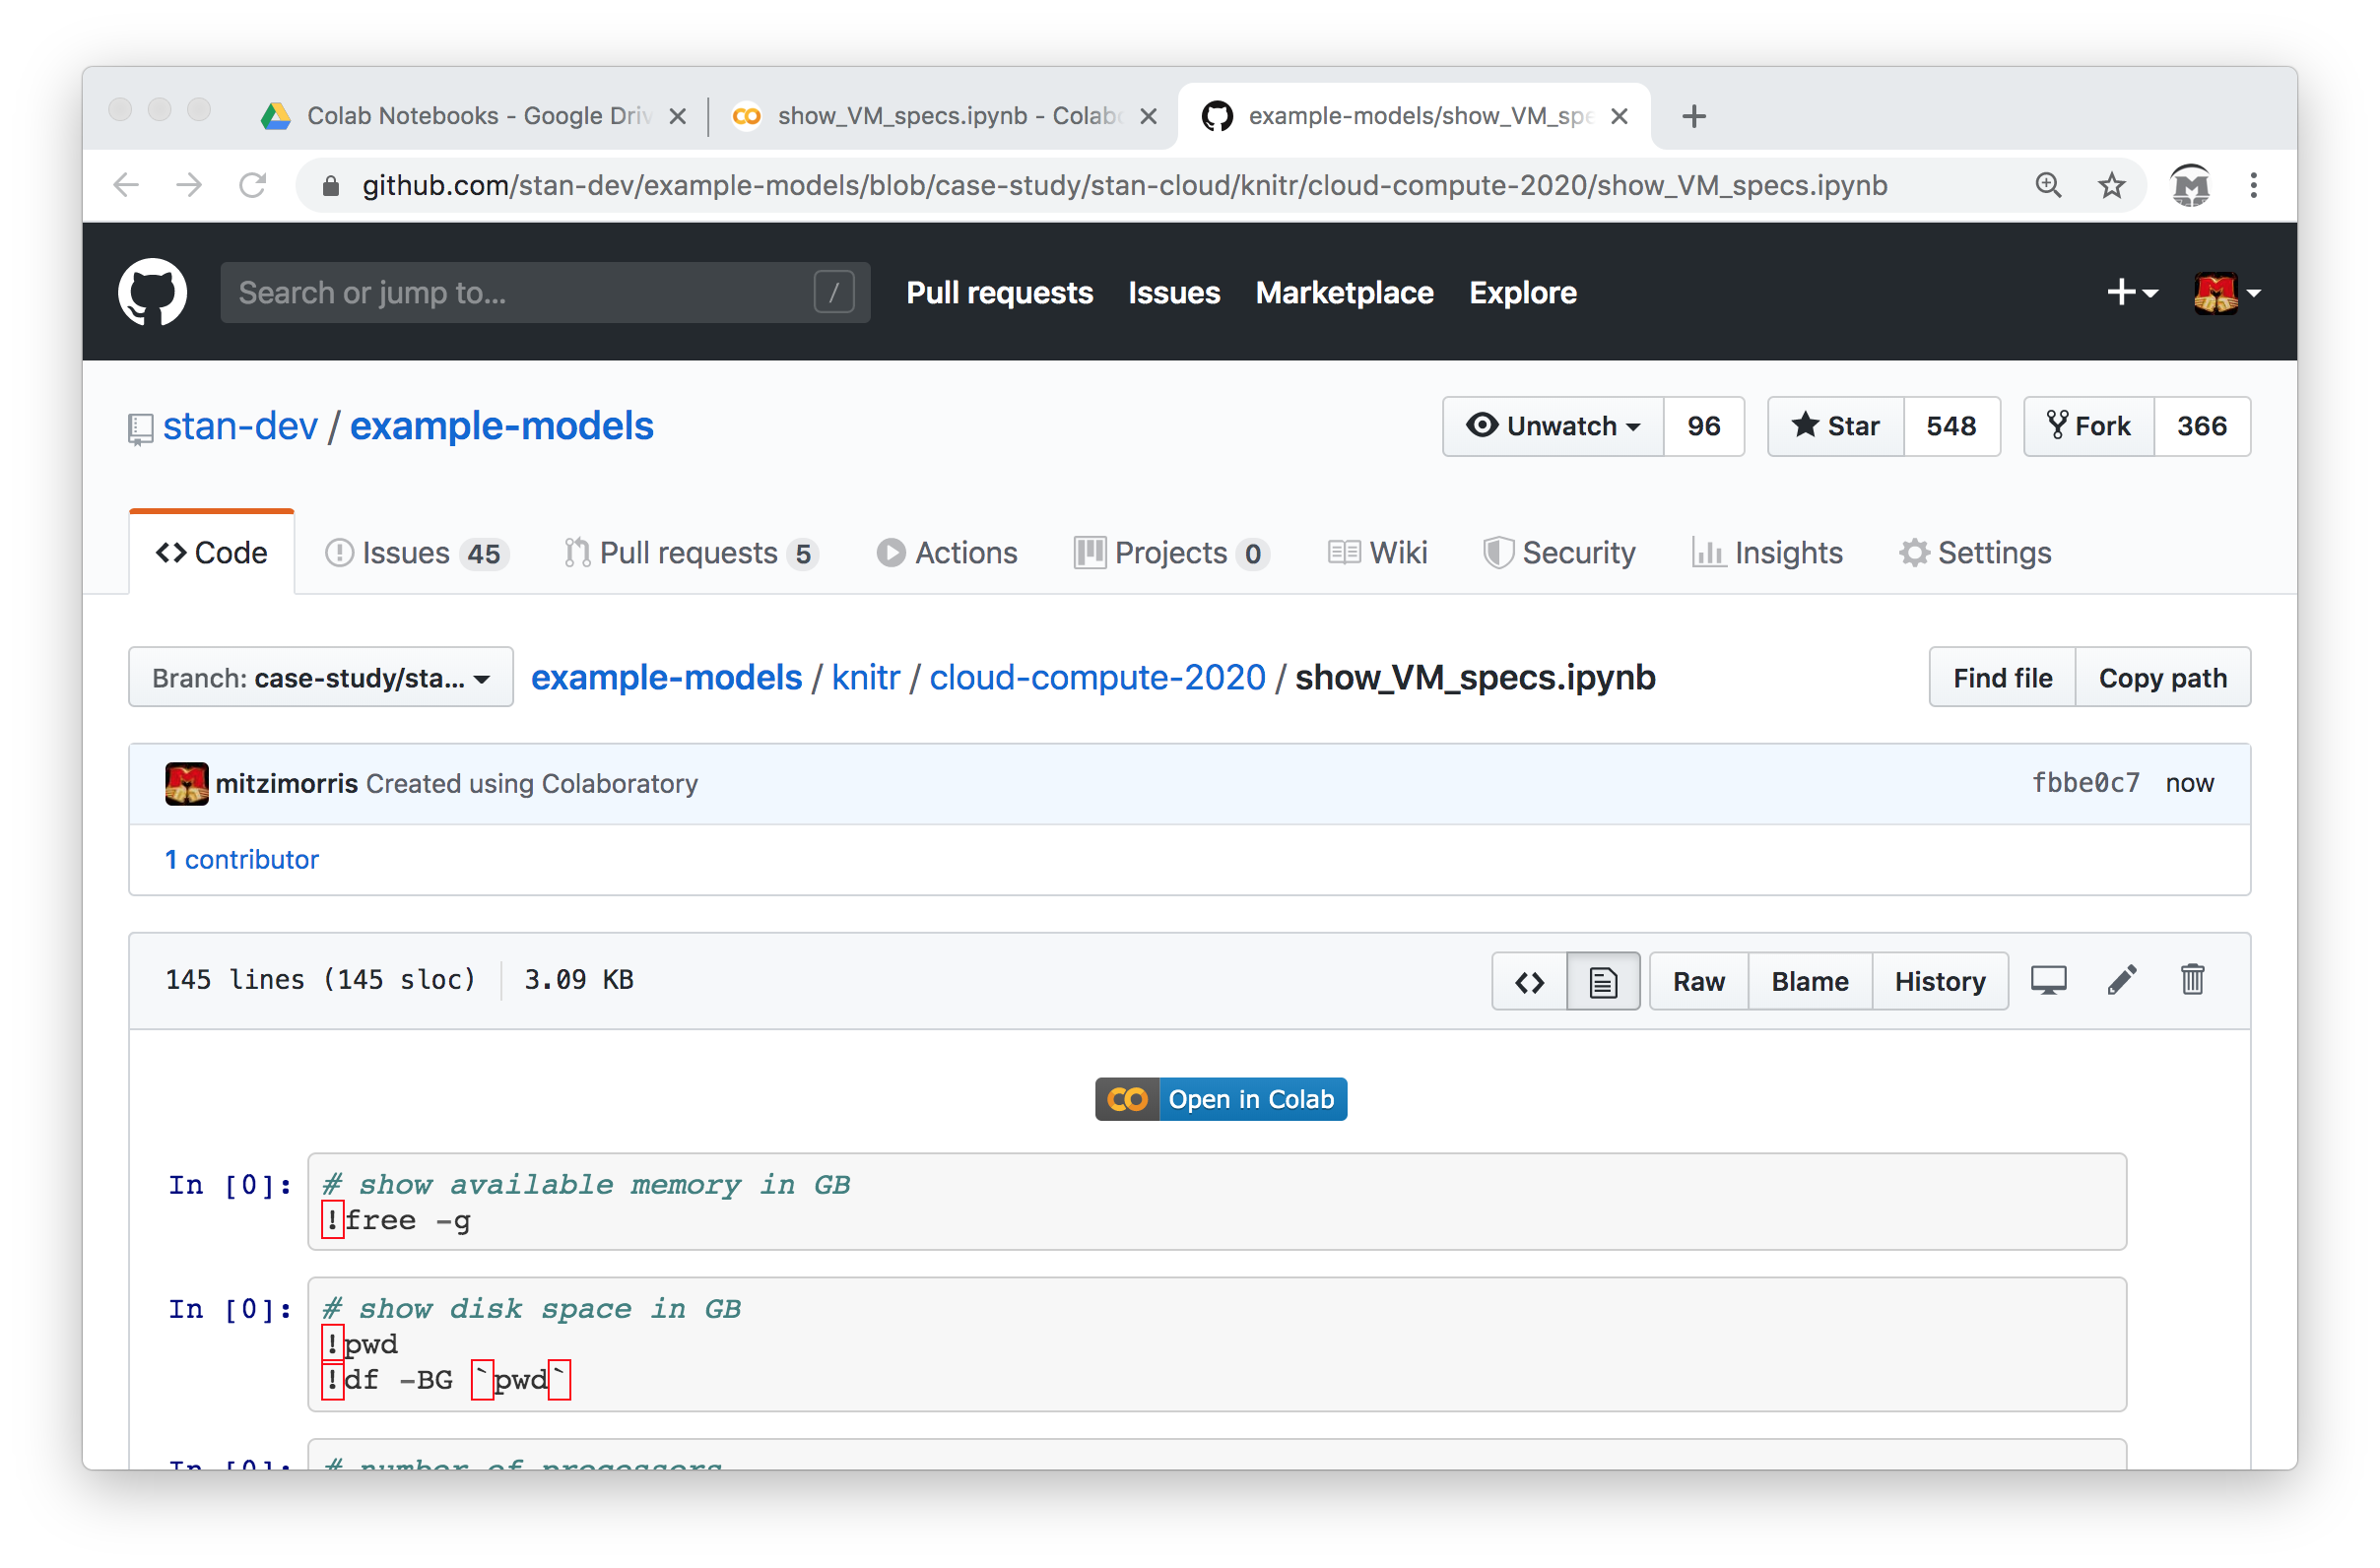 Colab Notebooks - Google Driv
show_VM_specs.ipynb - Colabo
example-models/show_VM_spe
github.com/stan-dev/example-models/blob/case-study/stan-cloud/knitr/cloud-compute-2020/show_VM_specs.ipynb
Search or jump to... / Pull requests Issues Marketplace Explore
stan-dev / example-models Unwatch 96 Star 548 Fork 366
<> Code Issues 45 Pull requests 5 Actions Projects 0 Wiki Security Insights Settings
Branch: case-study/sta... example-models / knitr / cloud-compute-2020 / show_VM_specs.ipynb Find file Copy path
mitzimorris Created using Colaboratory fbbe0c7 now
1 contributor
145 lines (145 sloc) 3.09 KB <> Raw Blame History
Open in Colab
In [0]: # show available memory in GB
!free -g
In [0]: # show disk space in GB
!pwd
!df -BG `pwd`
In [0]: # number of processors